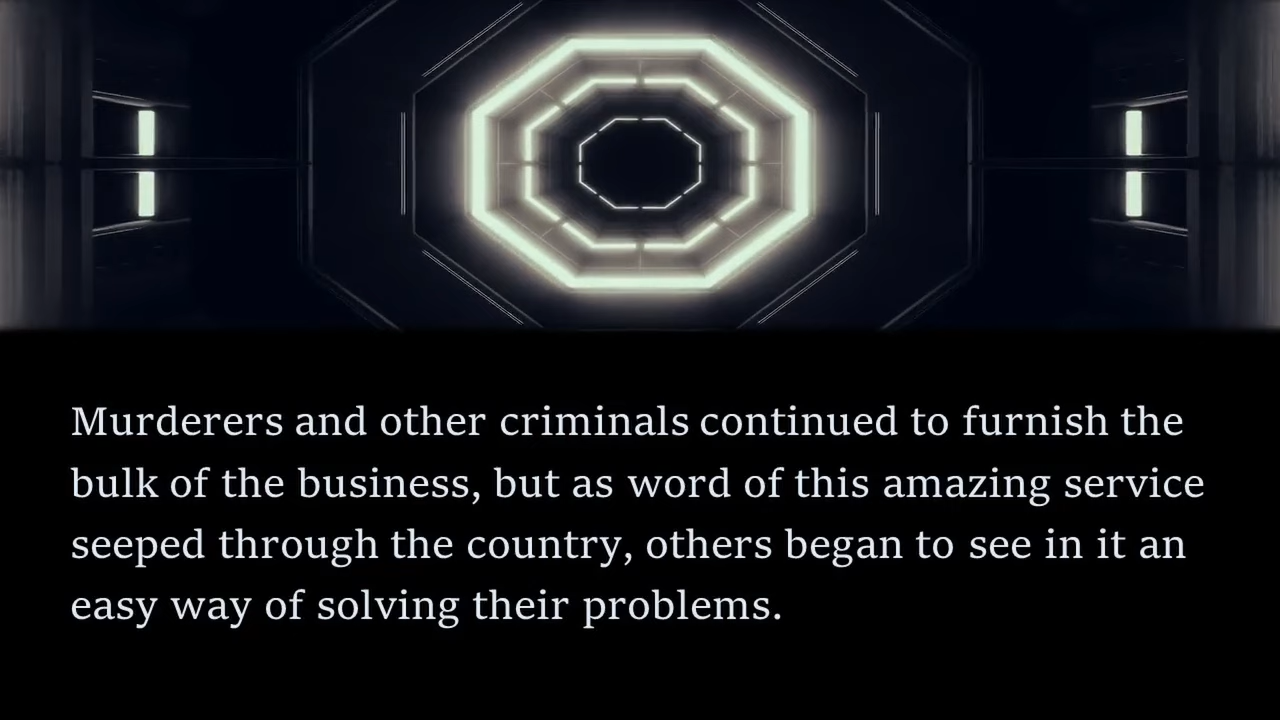 Murderers and other criminals continued to furnish the
bulk of the business, but as word of this amazing service
seeped through the country, others began to see in it an
easy way of solving their problems.